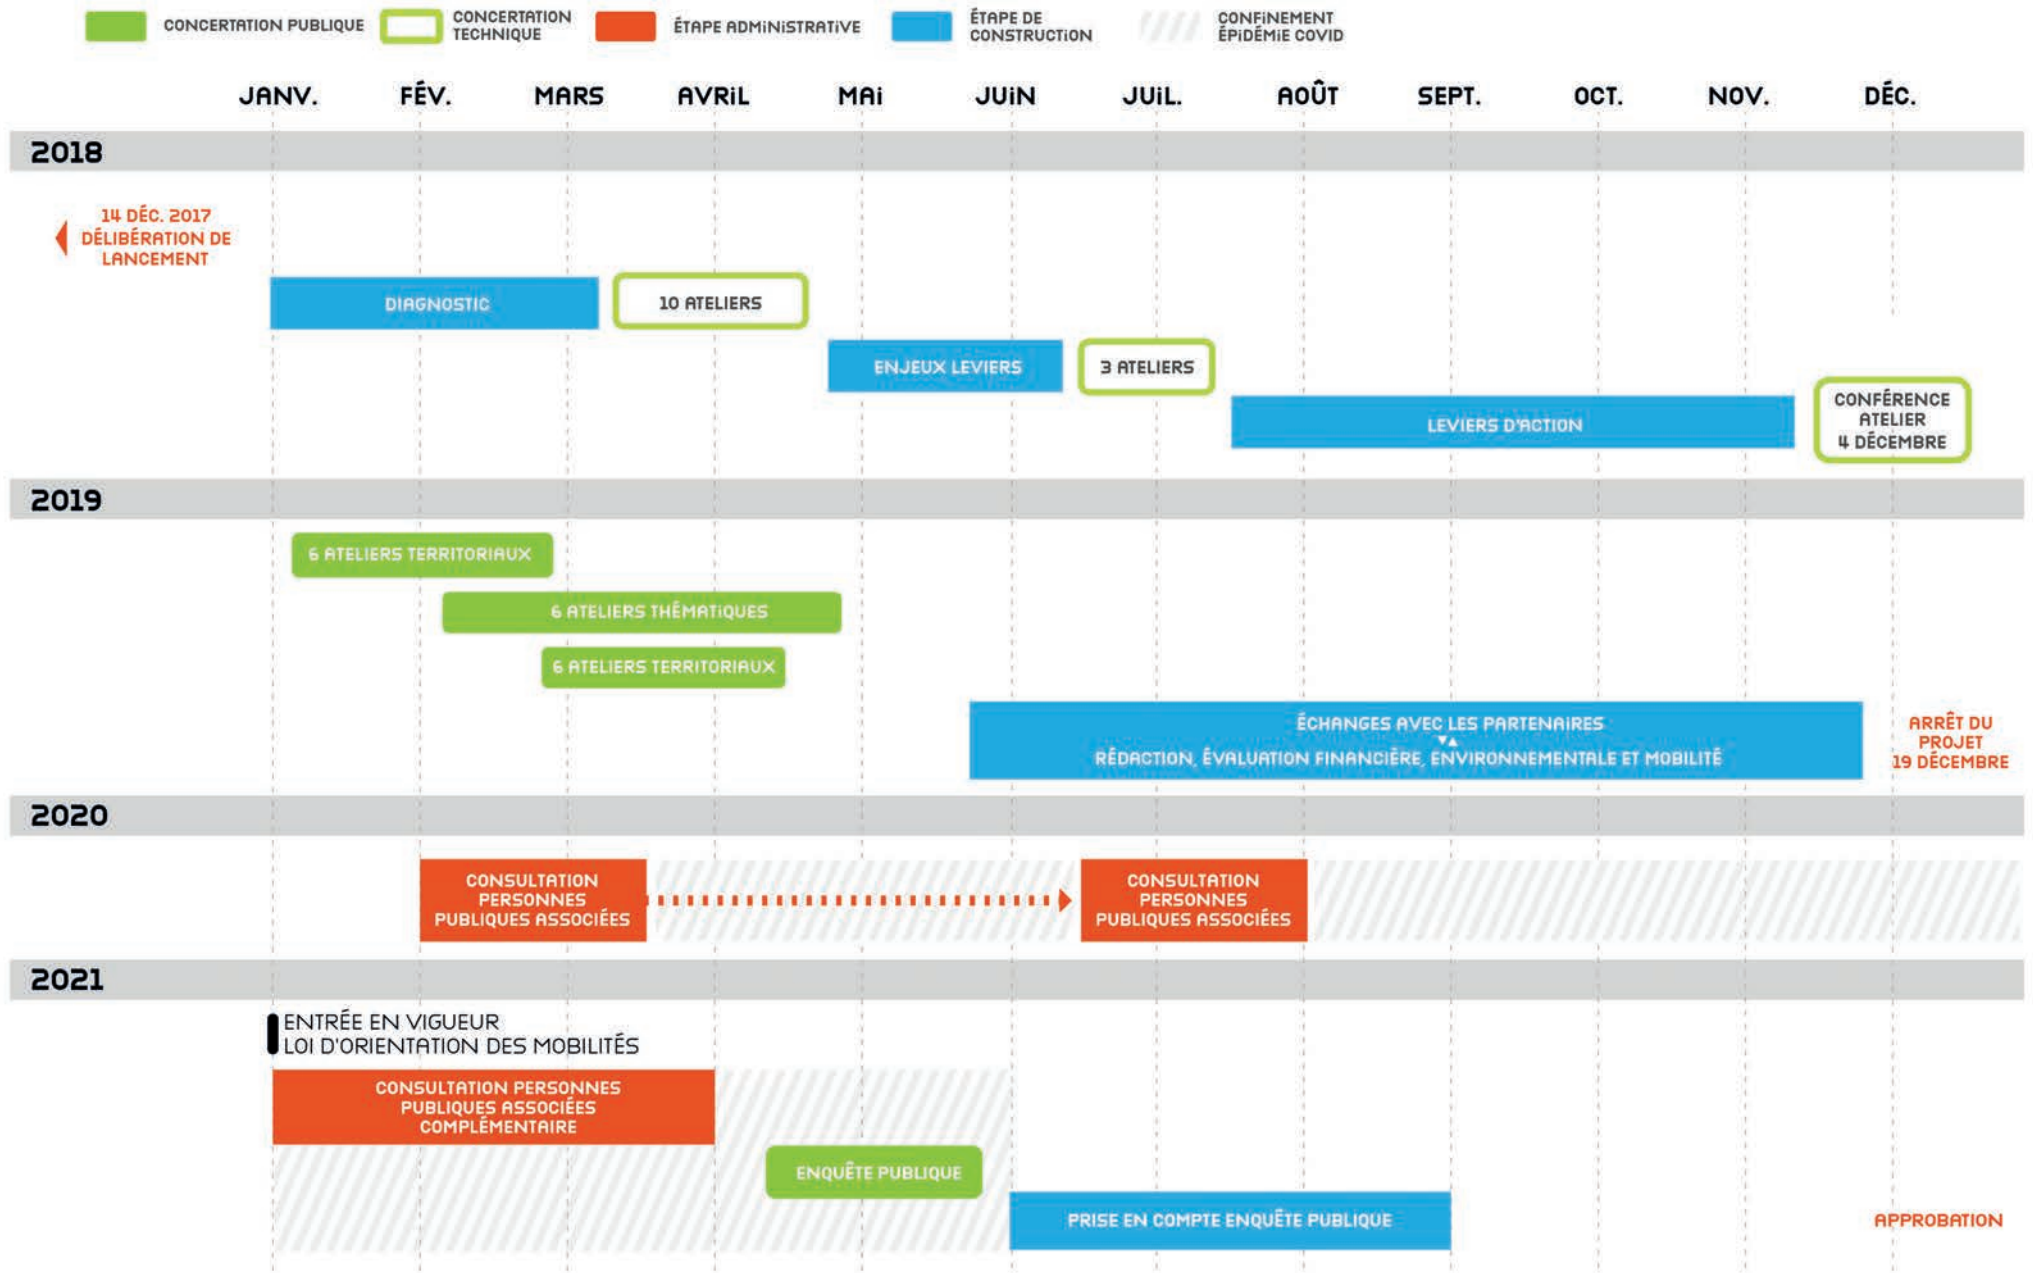 CONCERTATION PUBLIQUE
CONCERTATION
TECHNIQUE
ÉTAPE ADMINISTRATIVE
ÉTAPE DE
CONSTRUCTION
CONFINEMENT
ÉPIDÉMIE COVID
JANV. FÉV. MARS AVRIL MAI JUIN JUIL. AOÛT SEPT. OCT. NOV. DÉC.
2018
14 DÉC. 2017
DÉLIBÉRATION DE
LANCEMENT
DIAGNOSTIC
10 ATELIERS
ENJEUX LEVIERS
3 ATELIERS
LEVIERS D'ACTION
CONFÉRENCE
ATELIER
4 DÉCEMBRE
2019
6 ATELIERS TERRITORIAUX
6 ATELIERS THÉMATIQUES
6 ATELIERS TERRITORIAUX
ÉCHANGES AVEC LES PARTENAIRES
RÉDACTION, ÉVALUATION FINANCIÈRE, ENVIRONNEMENTALE ET MOBILITÉ
ARRÊT DU
PROJET
19 DÉCEMBRE
2020
CONSULTATION
PERSONNES
PUBLIQUES ASSOCIÉES
CONSULTATION
PERSONNES
PUBLIQUES ASSOCIÉES
2021
ENTRÉE EN VIGUEUR
LOI D'ORIENTATION DES MOBILITÉS
CONSULTATION PERSONNES
PUBLIQUES ASSOCIÉES
COMPLÉMENTAIRE
ENQUÊTE PUBLIQUE
PRISE EN COMPTE ENQUÊTE PUBLIQUE
APPROBATION